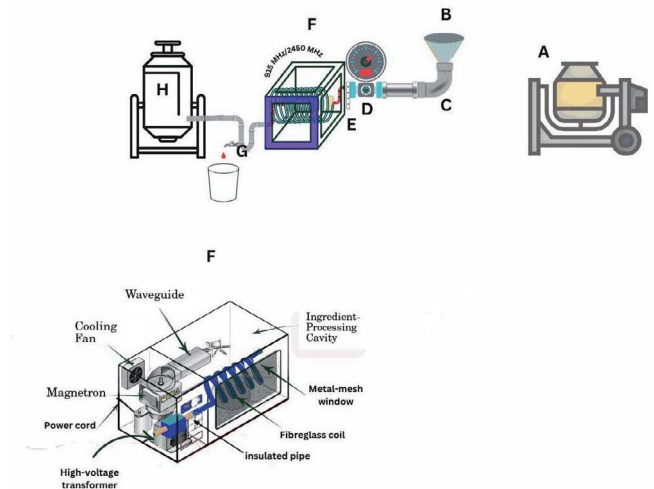 F
B
A
915 MHz/2450 MHz
H
D
C
E
G
F
Waveguide
Ingredient-
Processing
Cavity
Cooling
Fan
Magnetron
Metal-mesh
window
Power cord
Fibreglass coil
insulated pipe
High-voltage
transformer